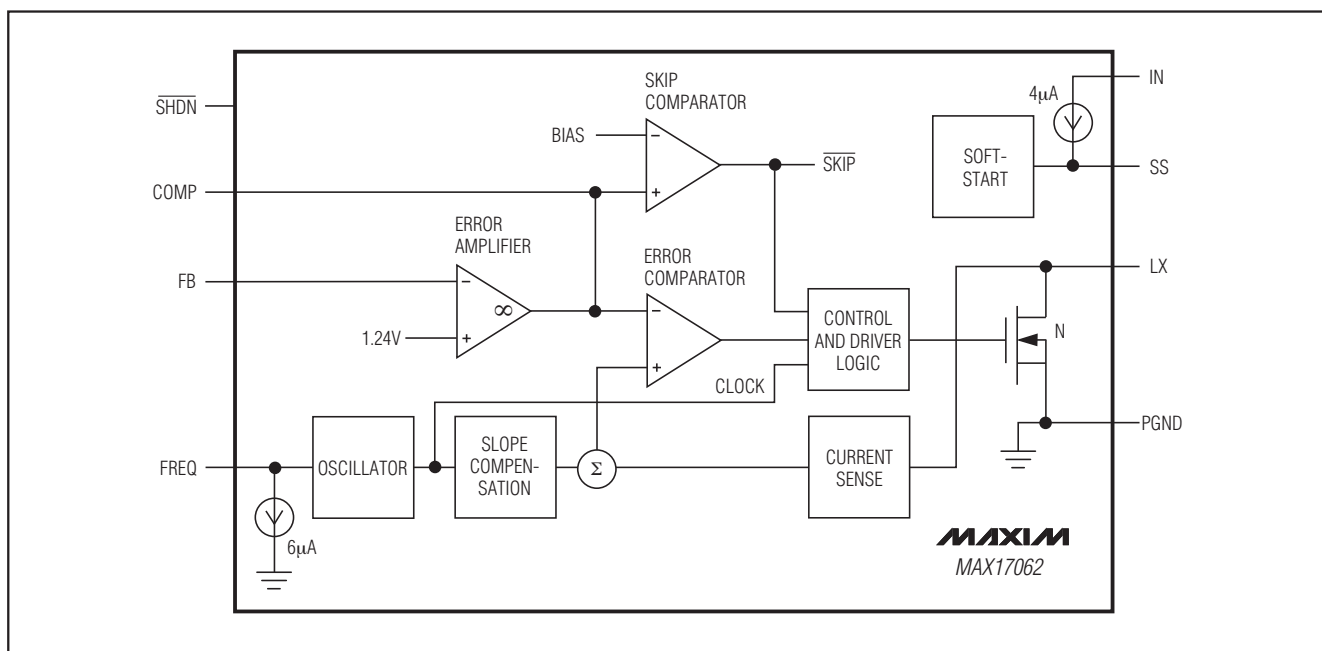 SKIP
COMPARATOR
IN
4µA
SHDN
BIAS
−
SOFT-
START
SKIP
SS
COMP
+
ERROR
AMPLIFIER
ERROR
COMPARATOR
LX
FB
−
∞
−
CONTROL
AND DRIVER
LOGIC
N
1.24V
+
+
CLOCK
PGND
FREQ
OSCILLATOR
SLOPE
COMPEN-
SATION
Σ
CURRENT
SENSE
6µA
MAXIM
MAX17062